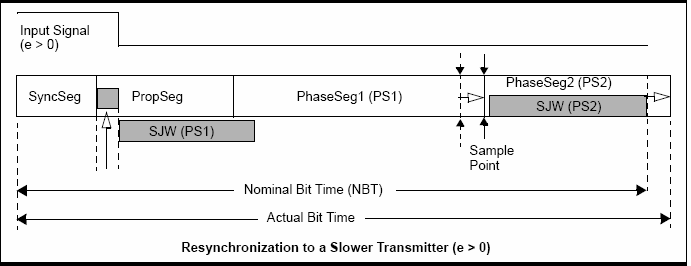 Input Signal
(e > 0)
SyncSeg
PropSeg
PhaseSeg1 (PS1)
PhaseSeg2 (PS2)
SJW (PS2)
SJW (PS1)
Sample
Point
Nominal Bit Time (NBT)
Actual Bit Time
Resynchronization to a Slower Transmitter (e > 0)